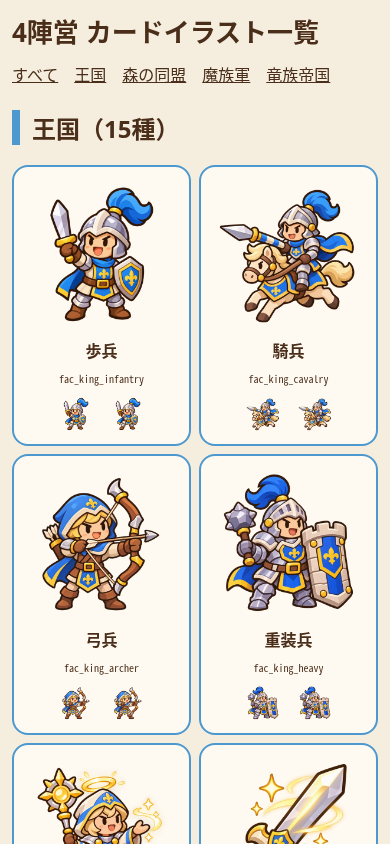 4陣営 カードイラスト一覧
すべて 王国 森の同盟 魔族軍 竜族帝国
王国（15種）
歩兵
fac_king_infantry
騎兵
fac_king_cavalry
弓兵
fac_king_archer
重装兵
fac_king_heavy